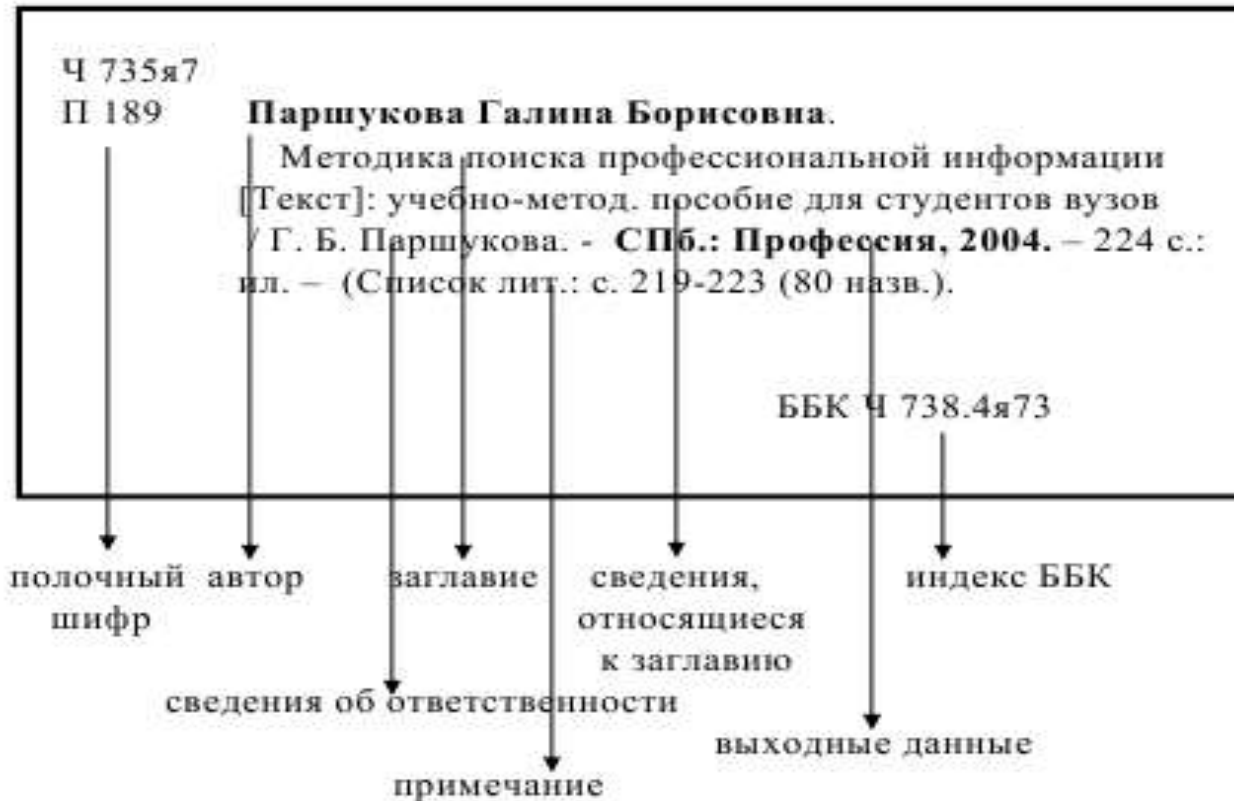 Ч 735я7
П 189 Паршукова Галина Борисовна.
Методика поиска профессиональной информации
[Текст]: учебно-метод. пособие для студентов вузов
/ Г. Б. Паршукова. - СПб.: Профессия, 2004. – 224 с.:
ил. – (Список лит.: с. 219-223 (80 назв.).
ББК Ч 738.4я73
полочный шифр
автор
заглавие
сведения,
относящиеся
к заглавию
индекс ББК
сведения об ответственности
выходные данные
примечание